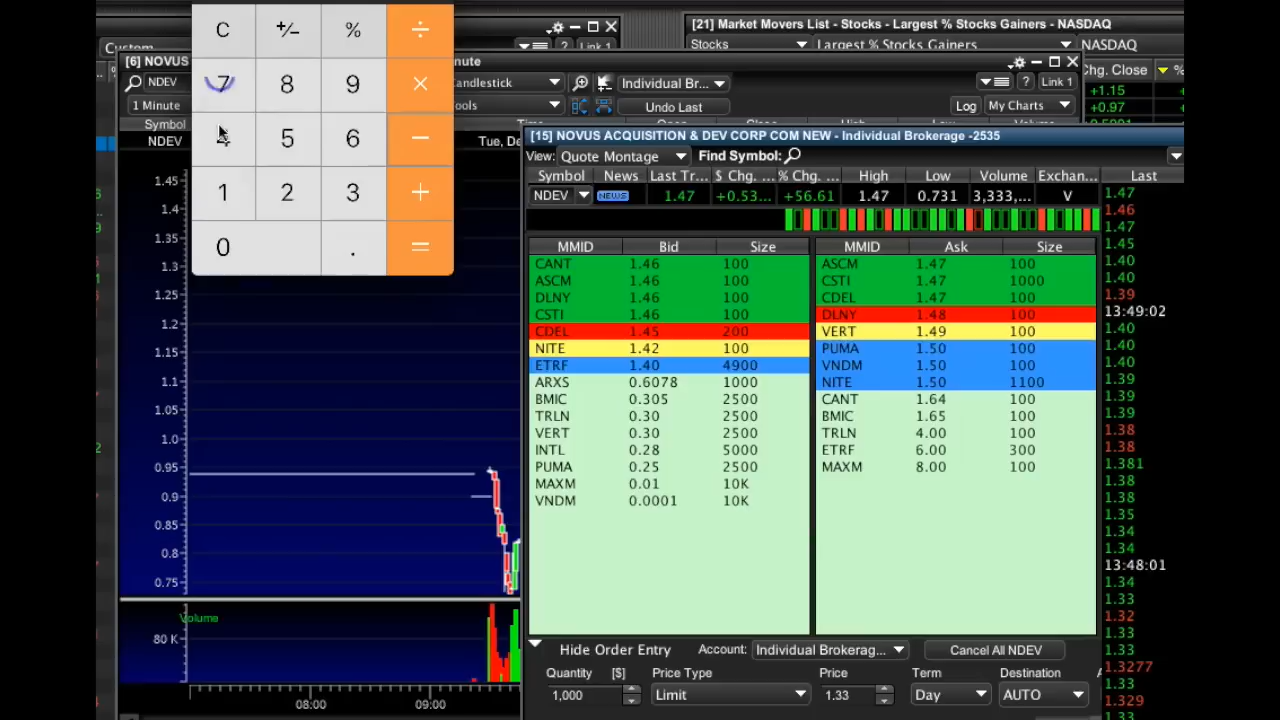 [21] Market Movers List - Stocks - Largest % Stocks Gainers - NASDAQ
Custom
? Link 1
Stocks Largest % Stocks Gainers NASDAQ
C +/- % ÷
7 8 9 ×
4 5 6 −
1 2 3 +
0 . =
[6] NOVUS
NDEV
Individual Br...
? Link 1
1 Minute
Undo Last
Log My Charts
Symbol
NDEV
Tue, De
Chg. Close %
+1.15
+0.97
1.45
1.4
1.35
1.3
1.25
1.2
1.15
1.1
1.05
1.0
0.95
0.9
0.85
0.8
0.75
Volume
80 K
08:00 09:00
[15] NOVUS ACQUISITION & DEV CORP COM NEW - Individual Brokerage -2535
View: Quote Montage Find Symbol:
Symbol News Last Tr... $ Chg. ... % Chg. ... High Low Volume Exchan...
NDEV NEWS 1.47 +0.53... +56.61 1.47 0.731 3,333,... V
MMID Bid Size MMID Ask Size
CANT 1.46 100 ASCM 1.47 100
ASCM 1.46 100 CSTI 1.47 1000
DLNY 1.46 100 CDEL 1.47 100
CSTI 1.46 100 DLNY 1.48 100
CDEL 1.45 200 VERT 1.49 100
NITE 1.42 100 PUMA 1.50 100
ETRF 1.40 4900 VNDM 1.50 100
ARXS 0.6078 1000 NITE 1.50 1100
BMIC 0.305 2500 CANT 1.64 100
TRLN 0.30 2500 BMIC 1.65 100
VERT 0.30 2500 TRLN 4.00 100
INTL 0.28 5000 ETRF 6.00 300
PUMA 0.25 2500 MAXM 8.00 100
MAXM 0.01 10K
VNDM 0.0001 10K
Hide Order Entry Account: Individual Brokerag... Cancel All NDEV
Quantity [$] Price Type Price Term Destination
1,000 Limit 1.33 Day AUTO
Last
1.47
1.46
1.47
1.45
1.40
1.40
1.39
13:49:02
1.40
1.40
1.40
1.39
1.39
1.39
1.38
1.38
1.381
1.38
1.38
1.35
1.34
1.34
13:48:01
1.34
1.33
1.32
1.33
1.33
1.3277
1.33
1.329
1.33